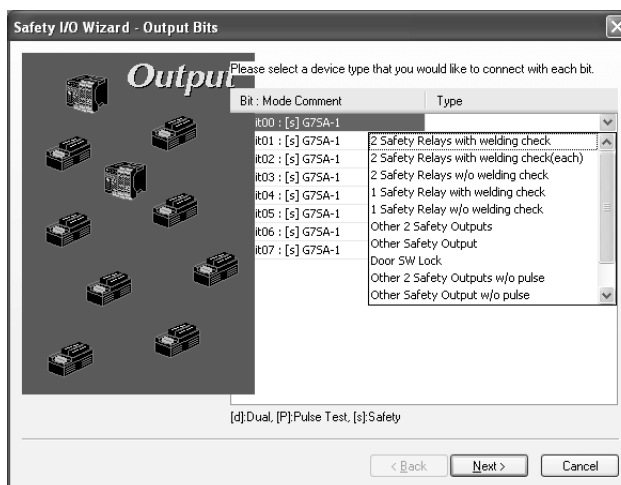 Safety I/O Wizard - Output Bits
Output
Please select a device type that you would like to connect with each bit.
Bit : Mode Comment Type
it00 : [s] G7SA-1
it01 : [s] G7SA-1
it02 : [s] G7SA-1
it03 : [s] G7SA-1
it04 : [s] G7SA-1
it05 : [s] G7SA-1
it06 : [s] G7SA-1
it07 : [s] G7SA-1
2 Safety Relays with welding check
2 Safety Relays with welding check(each)
2 Safety Relays w/o welding check
1 Safety Relay with welding check
1 Safety Relay w/o welding check
Other 2 Safety Outputs
Other Safety Output
Door SW Lock
Other 2 Safety Outputs w/o pulse
Other Safety Output w/o pulse
[d]:Dual, [P]:Pulse Test, [s]:Safety
< Back Next > Cancel